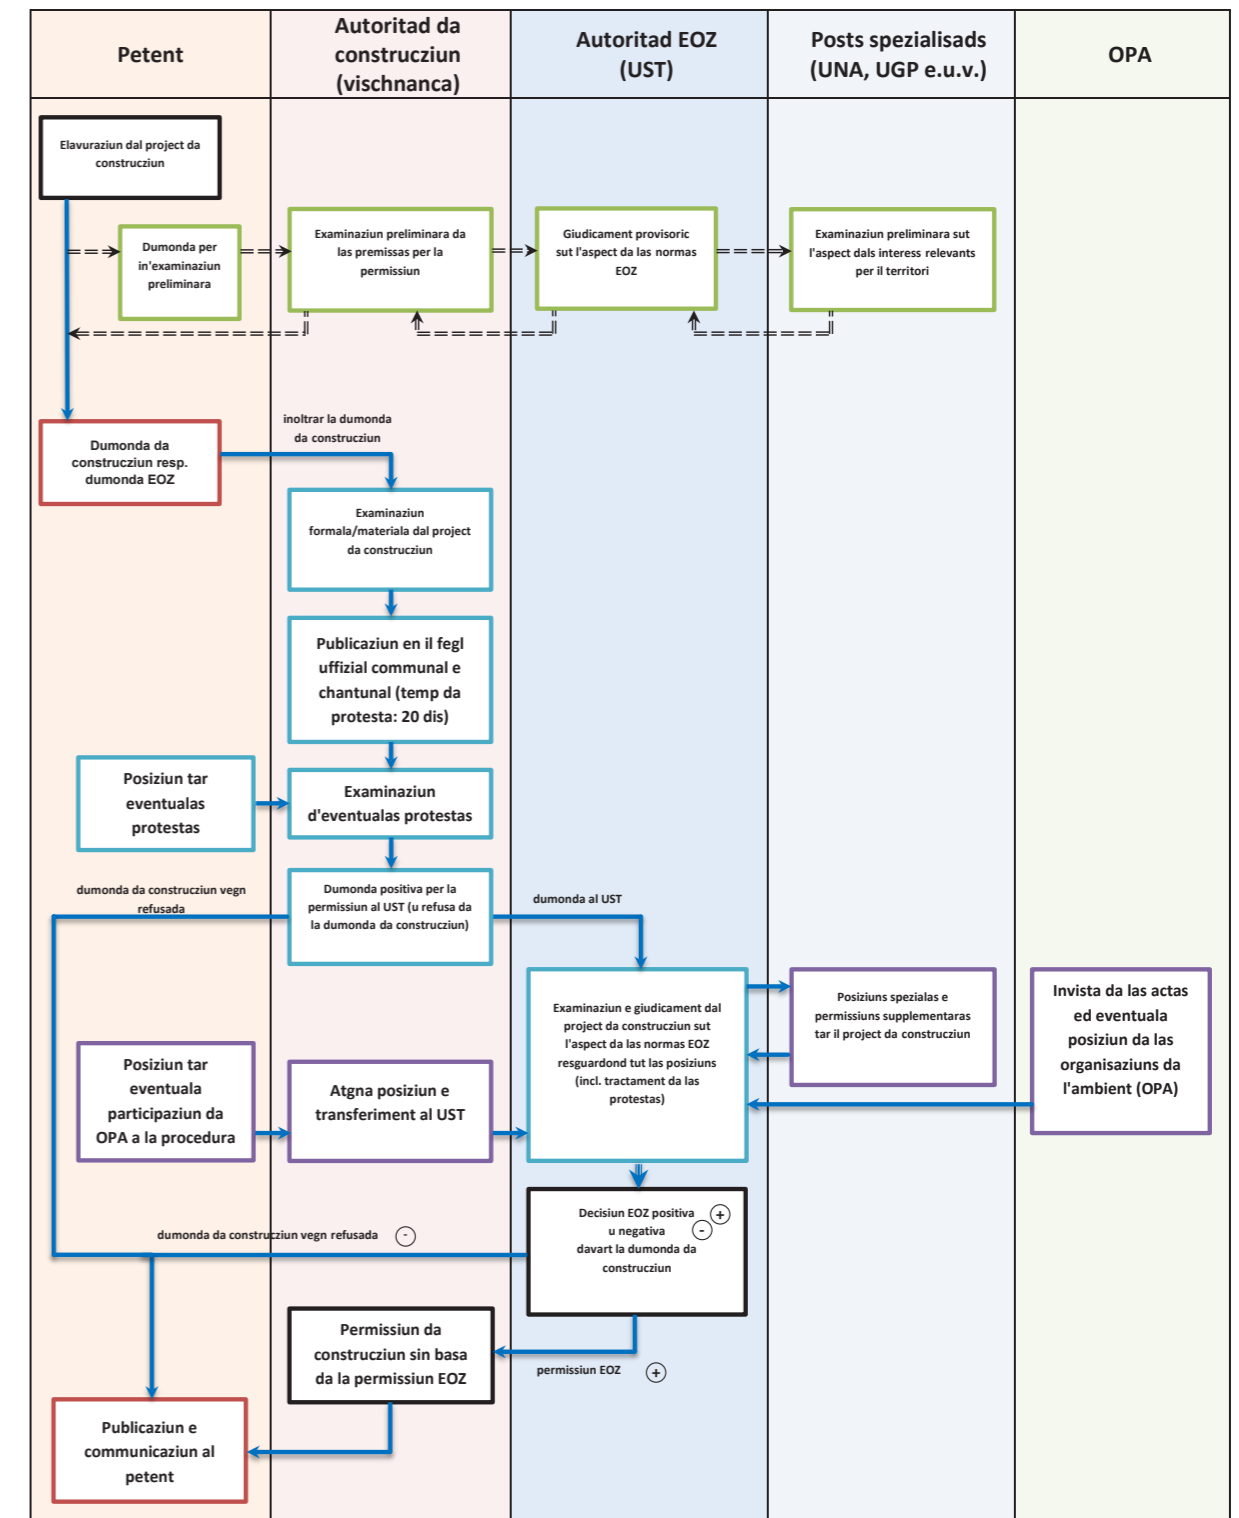 Petent
Autoritad da
construcziun
(vischnanca)
Autoritad EOZ
(UST)
Posts spezialisads
(UNA, UGP e.u.v.)
OPA
Elavuraziun dal project da
construcziun
Dumonda per
in'examinaziun
preliminara
Examinaziun preliminara da
las premissas per la
permissiun
Giudicament provisoric
sut l'aspect da las normas
EOZ
Examinaziun preliminara sut
l'aspect dals interess relevants
per il territori
Dumonda da
construcziun resp.
dumonda EOZ
inoltrar la dumonda
da construcziun
Examinaziun
formala/materiala dal project
da construcziun
Publicaziun en il fegl
uffizial communal e
chantunal (temp da
protesta: 20 dis)
Posiziun tar
eventualas
protestas
Examinaziun
d'eventualas protestas
dumonda da construcziun vegn
refusada
Dumonda positiva per la
permissiun al UST (u refusa da
la dumonda da construcziun)
dumonda al UST
Examinaziun e giudicament dal
project da construcziun sut
l'aspect da las normas EOZ
resguardond tut las posiziuns
(incl. tractament da las
protestas)
Posiziuns spezialas e
permissiuns supplementaras
tar il project da construcziun
Invista da las actas
ed eventuala
posiziun da las
organisaziuns da
l'ambient (OPA)
Posiziun tar
eventuala
participaziun da
OPA a la procedura
Atgna posiziun e
transferiment al UST
Decisiun EOZ positiva +
u negativa -
davart la dumonda da
construcziun
dumonda da construcziun vegn refusada -
Permissiun da
construcziun sin basa
da la permissiun EOZ
permissiun EOZ +
Publicaziun e
communicaziun al
petent